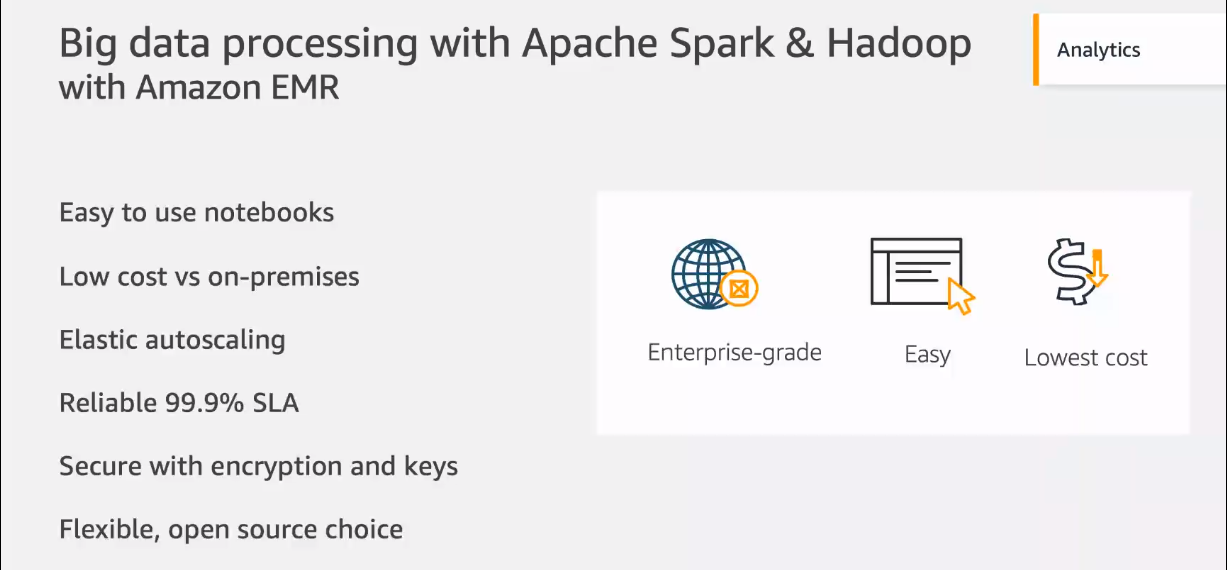 Big data processing with Apache Spark & Hadoop
with Amazon EMR
Analytics
Easy to use notebooks
Low cost vs on-premises
Elastic autoscaling
Reliable 99.9% SLA
Secure with encryption and keys
Flexible, open source choice
Enterprise-grade
Easy
Lowest cost